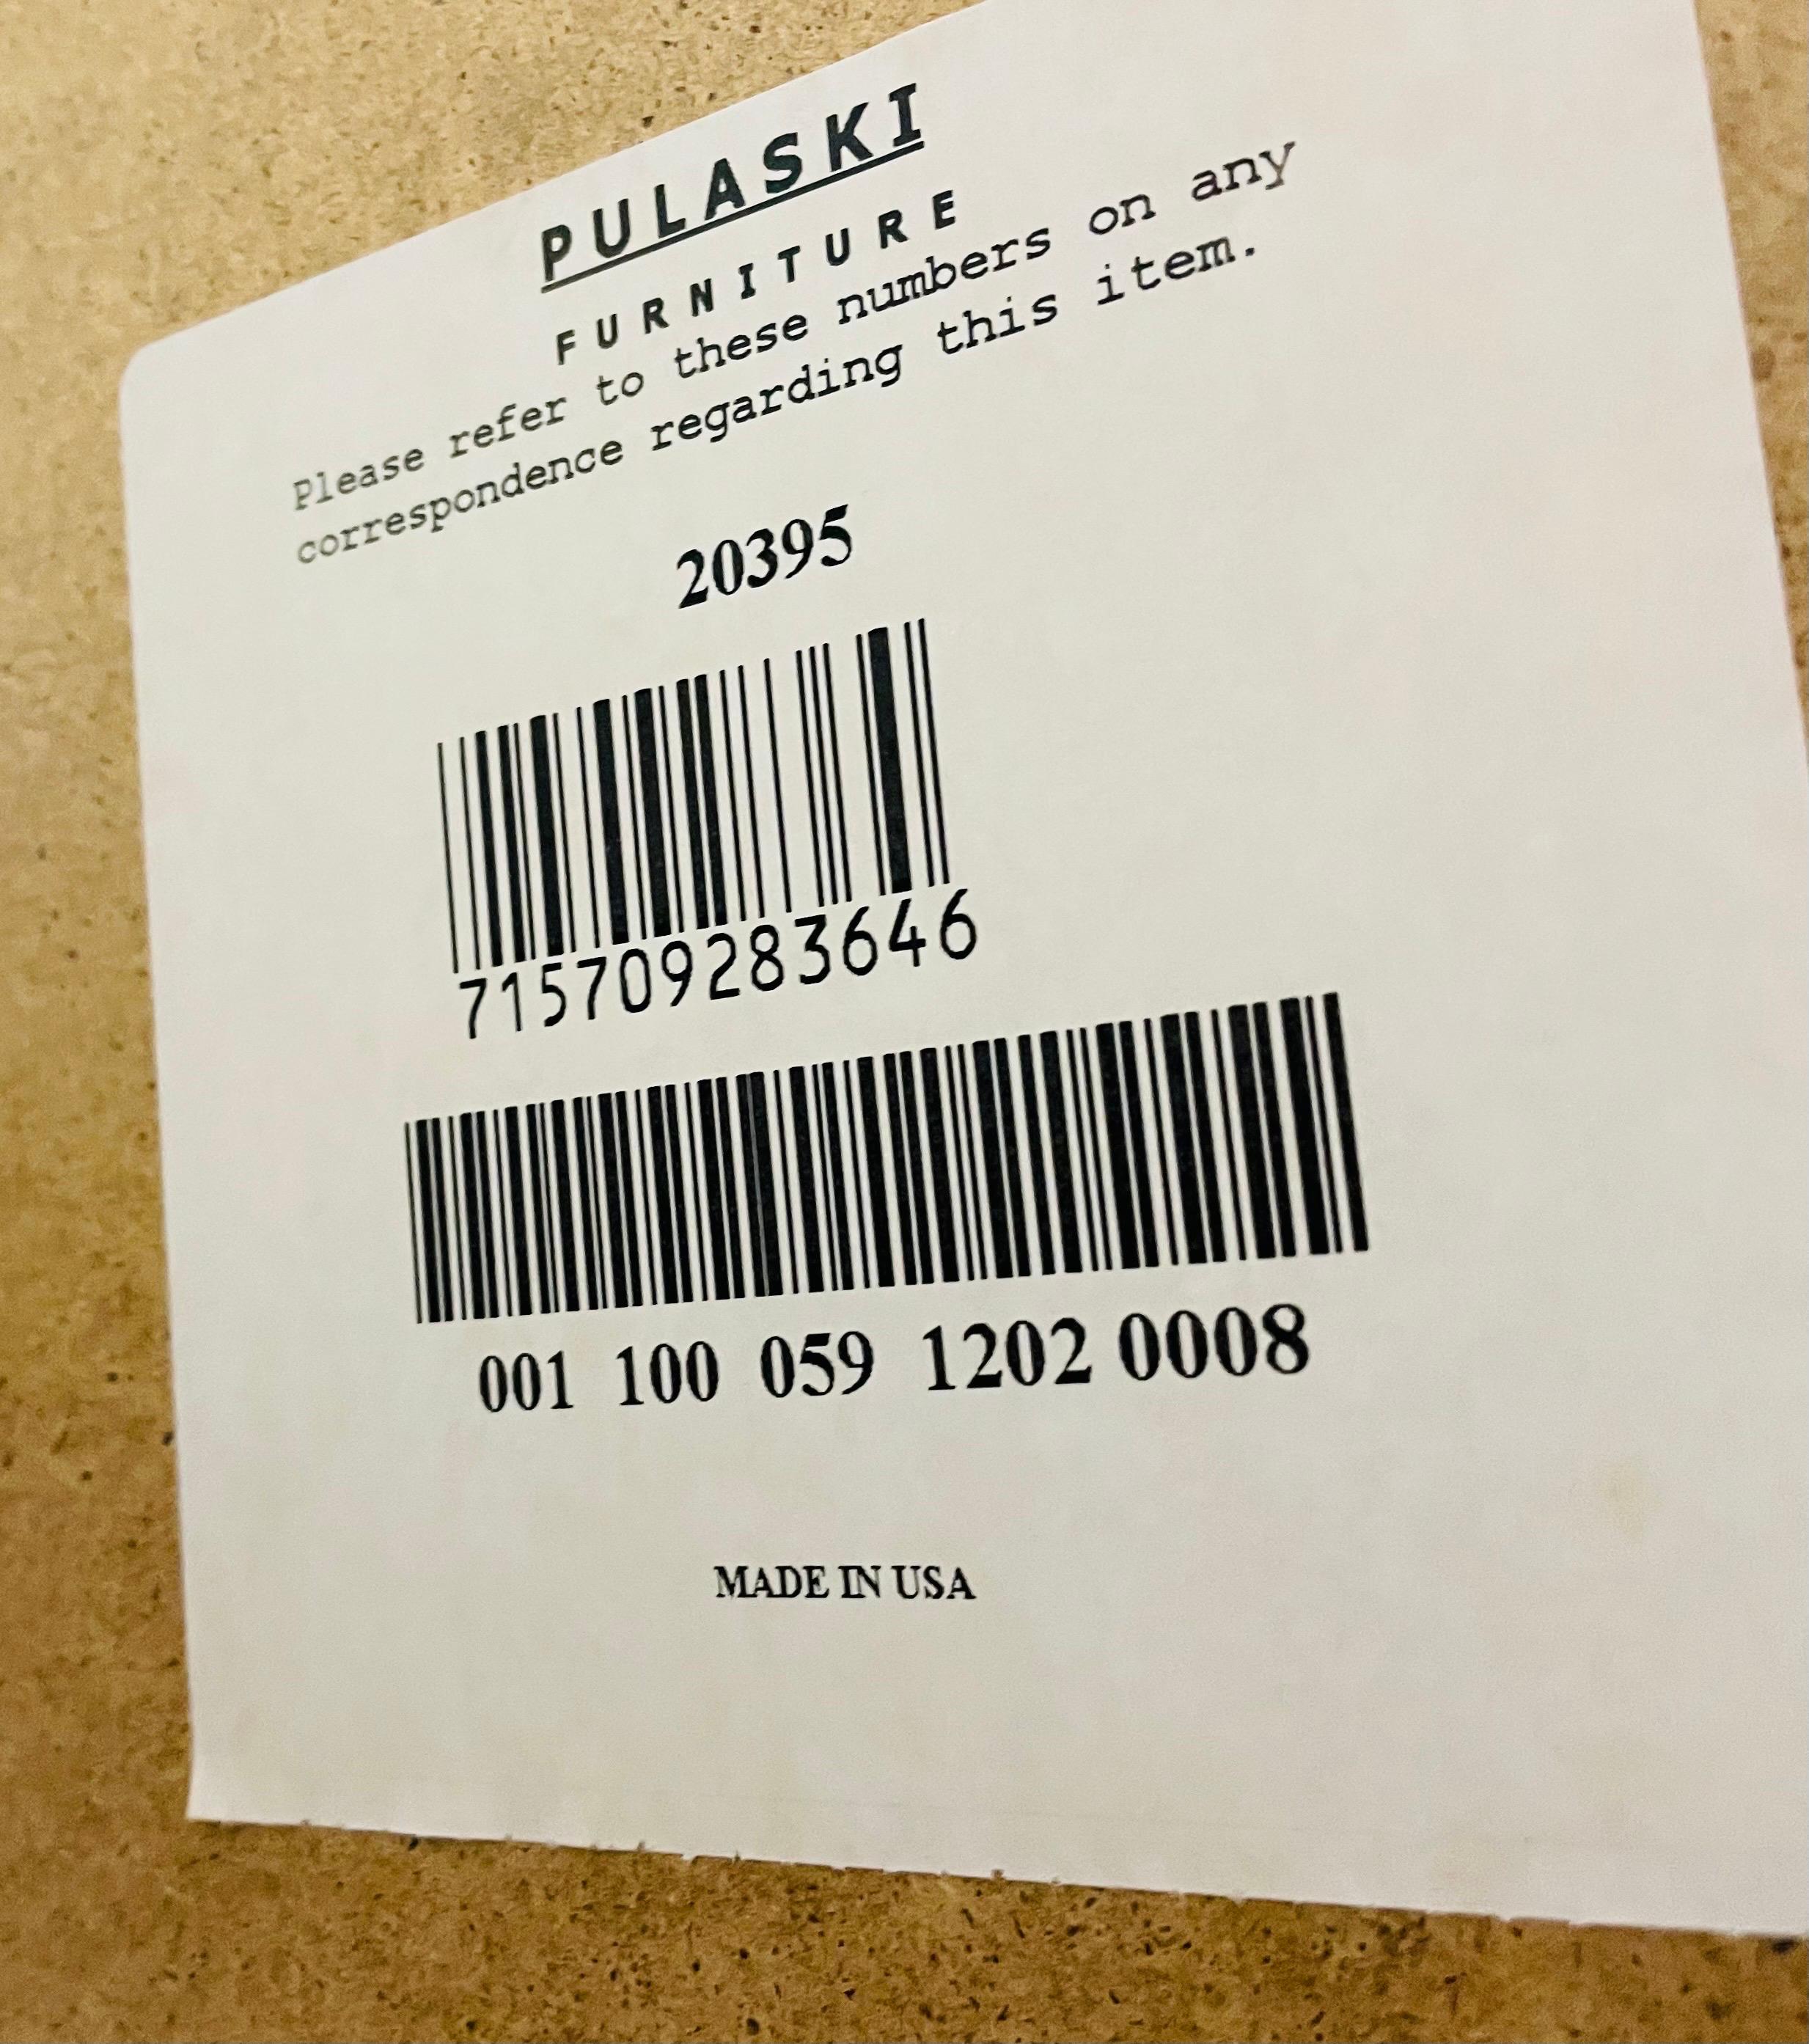 PULASKI
FURNITURE
Please refer to these numbers on any
correspondence regarding this item.
20395
715709283646
001 100 059 1202 0008
MADE IN USA